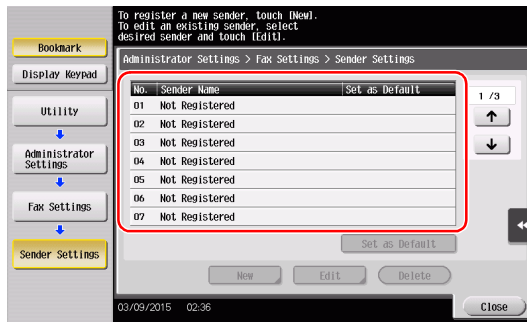 To register a new sender, touch [New].
To edit an existing sender, select
desired sender and touch [Edit].
Bookmark
Display Keypad
Utility
Administrator
Settings
Fax Settings
Sender Settings
Administrator Settings > Fax Settings > Sender Settings
No. Sender Name Set as Default
01 Not Registered
02 Not Registered
03 Not Registered
04 Not Registered
05 Not Registered
06 Not Registered
07 Not Registered
1 /3
Set as Default
New Edit Delete
03/09/2015 02:36
Close